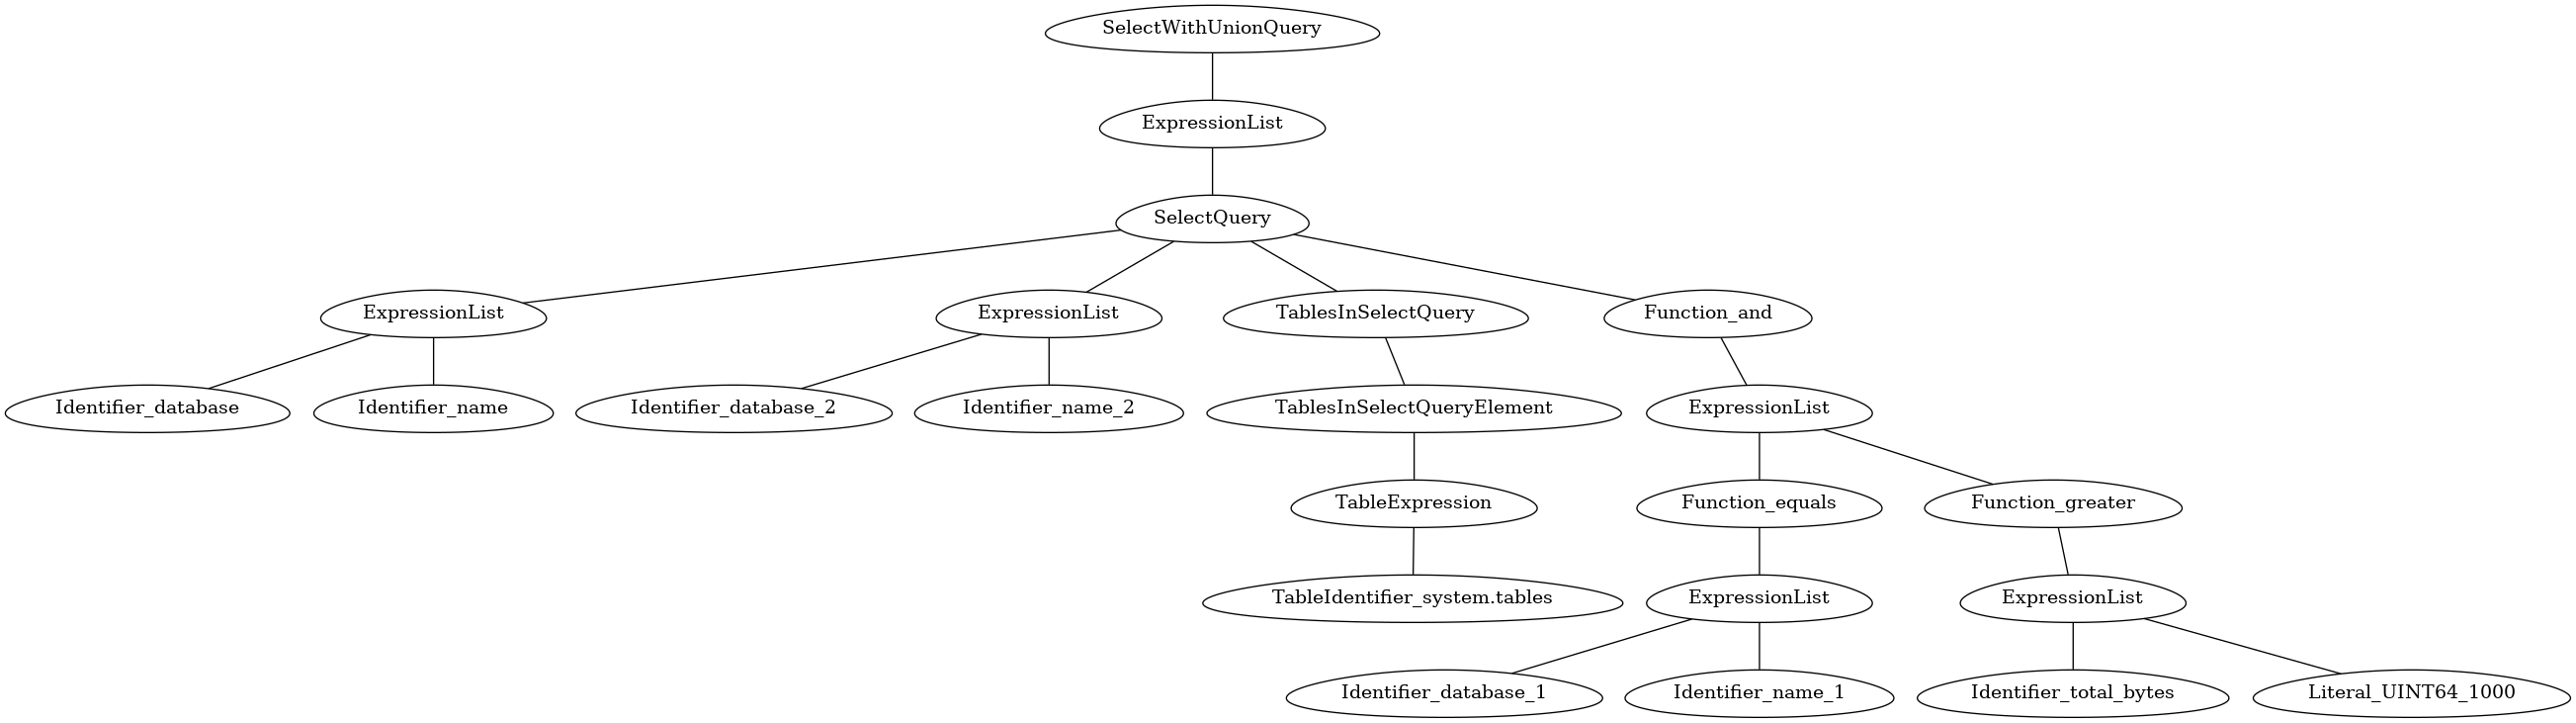 SelectWithUnionQuery
ExpressionList
SelectQuery
ExpressionList
ExpressionList
TablesInSelectQuery
Function_and
Identifier_database
Identifier_name
Identifier_database_2
Identifier_name_2
TablesInSelectQueryElement
ExpressionList
TableExpression
Function_equals
Function_greater
TableIdentifier_system.tables
ExpressionList
ExpressionList
Identifier_database_1
Identifier_name_1
Identifier_total_bytes
Literal_UINT64_1000